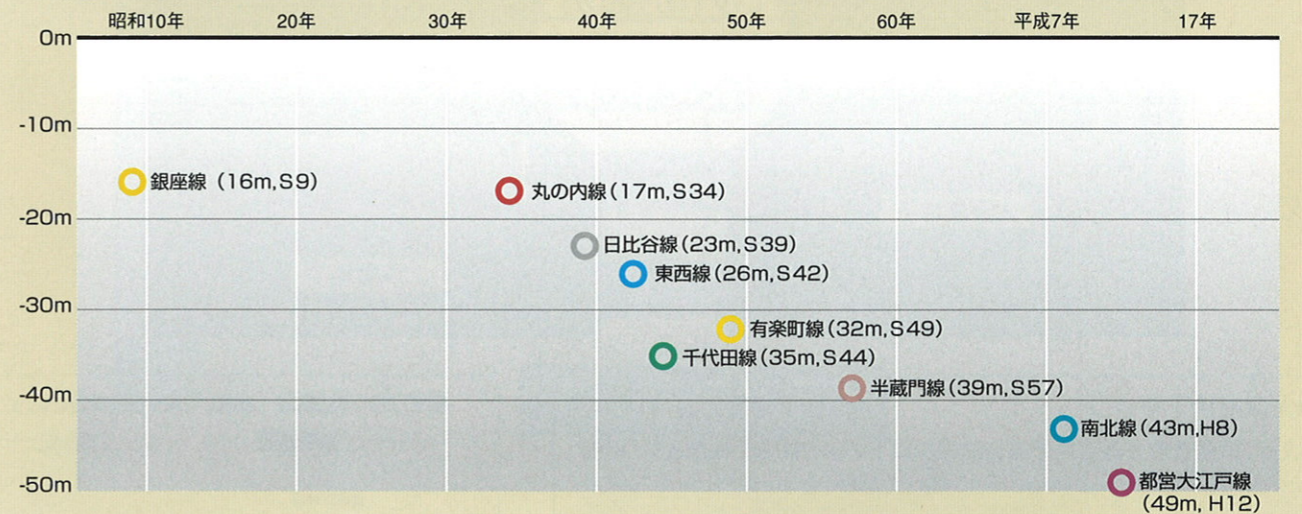 昭和10年 20年 30年 40年 50年 60年 平成7年 17年
0m
-10m
銀座線（16m,S9）
丸の内線（17m,S34）
-20m
日比谷線（23m,S39）
東西線（26m,S42）
-30m
有楽町線（32m,S49）
千代田線（35m,S44）
半蔵門線（39m,S57）
-40m
南北線（43m,H8）
-50m
都営大江戸線
（49m, H12）